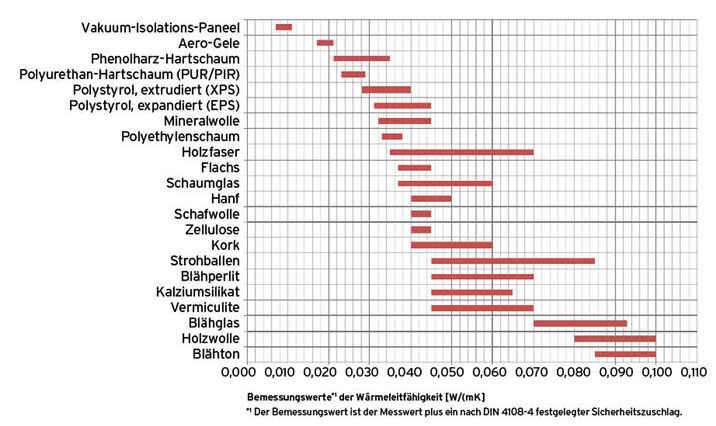 Vakuum-Isolations-Paneel
Aero-Gele
Phenolharz-Hartschaum
Polyurethan-Hartschaum (PUR/PIR)
Polystyrol, extrudiert (XPS)
Polystyrol, expandiert (EPS)
Mineralwolle
Polyethylenschaum
Holzfaser
Flachs
Schaumglas
Hanf
Schafwolle
Zellulose
Kork
Strohballen
Blähperlit
Kalziumsilikat
Vermiculite
Blähglas
Holzwolle
Blähton
0,000 0,010 0,020 0,030 0,040 0,050 0,060 0,070 0,080 0,090 0,100 0,110
Bemessungswerte*¹ der Wärmeleitfähigkeit [W/(mK]
*¹ Der Bemessungswert ist der Messwert plus ein nach DIN 4108-4 festgelegter Sicherheitszuschlag.